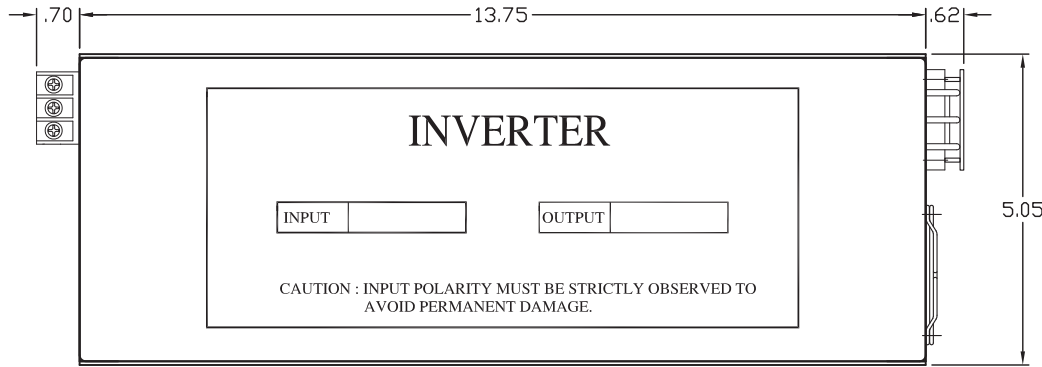 .70 13.75 .62
INVERTER
5.05
INPUT OUTPUT
CAUTION : INPUT POLARITY MUST BE STRICTLY OBSERVED TO
AVOID PERMANENT DAMAGE.